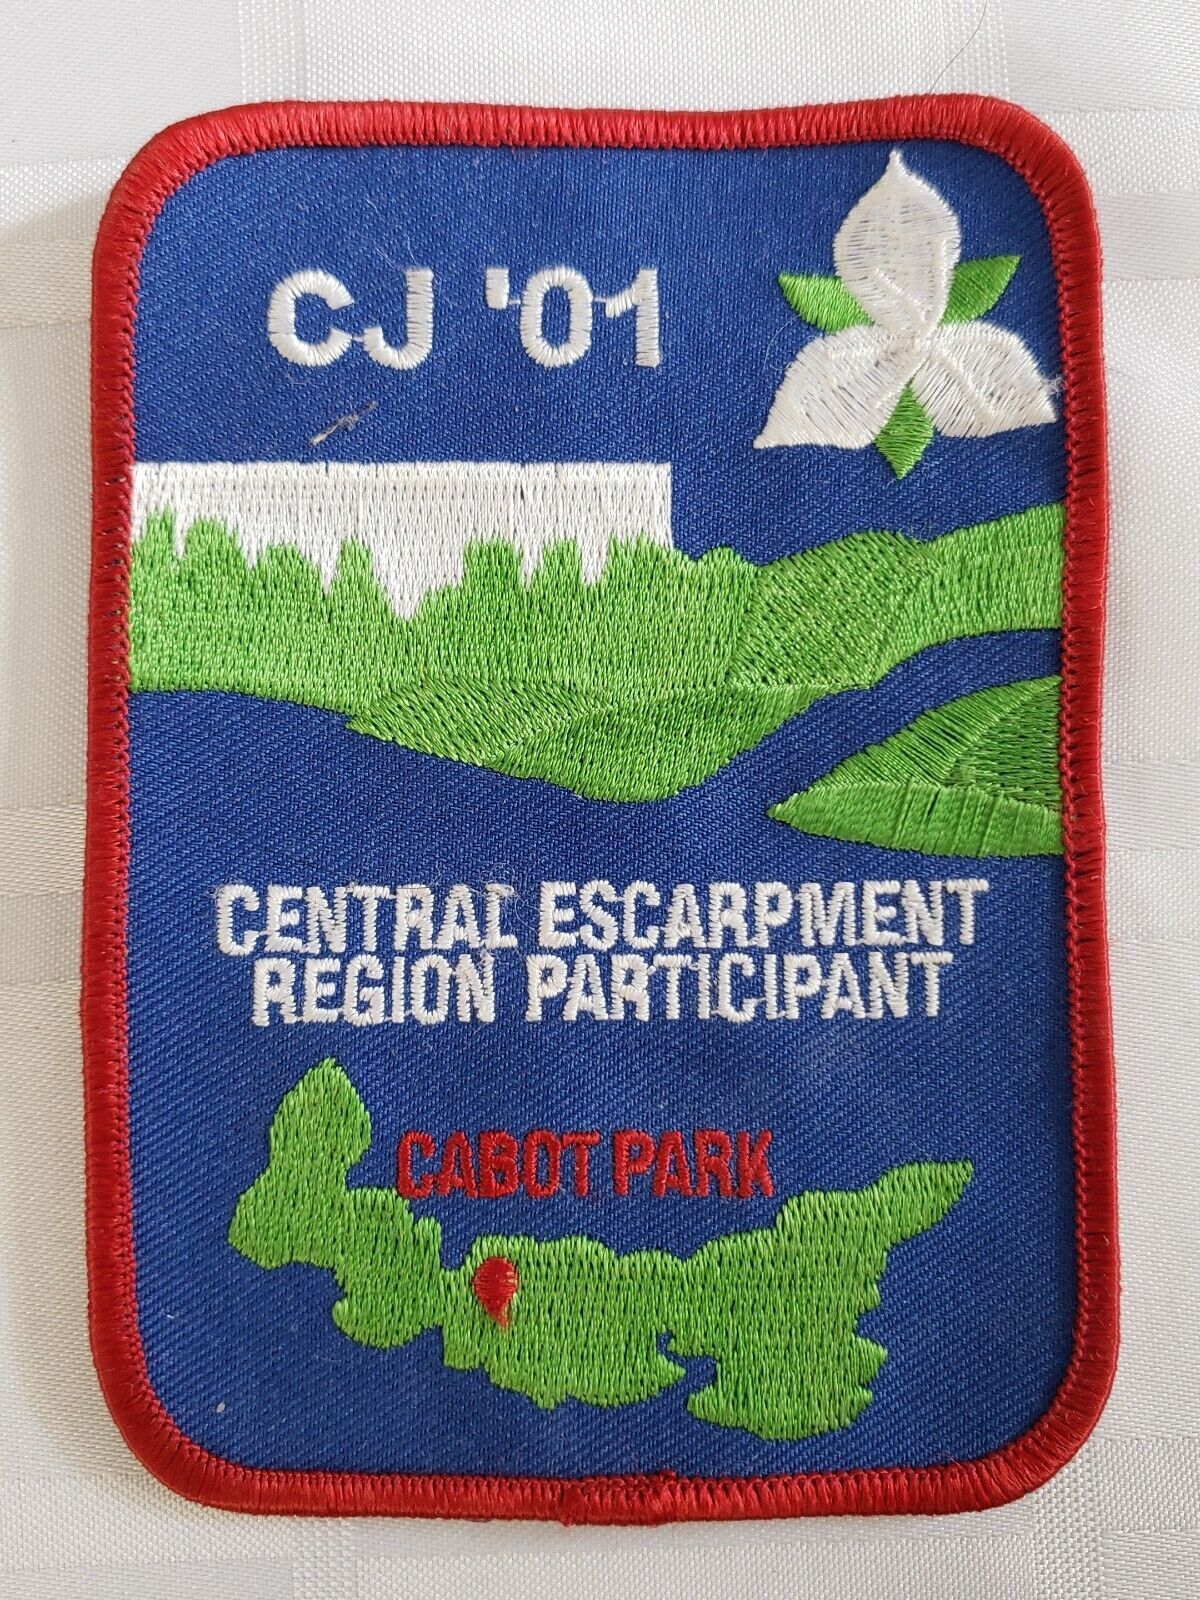 CJ '01
CENTRAL ESCARPMENT
REGION PARTICIPANT
CABOT PARK